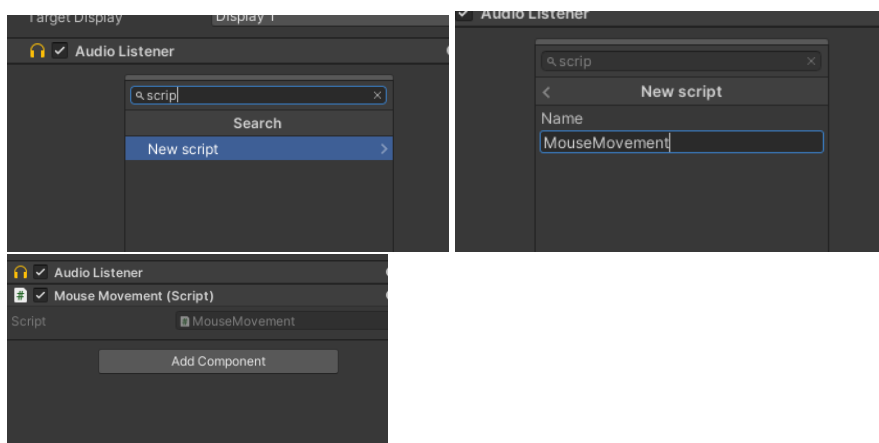 Target Display Display 1
Audio Listener
scrip
Search
New script
Audio Listener
scrip
New script
Name
MouseMovement
Audio Listener
Mouse Movement (Script)
Script MouseMovement
Add Component